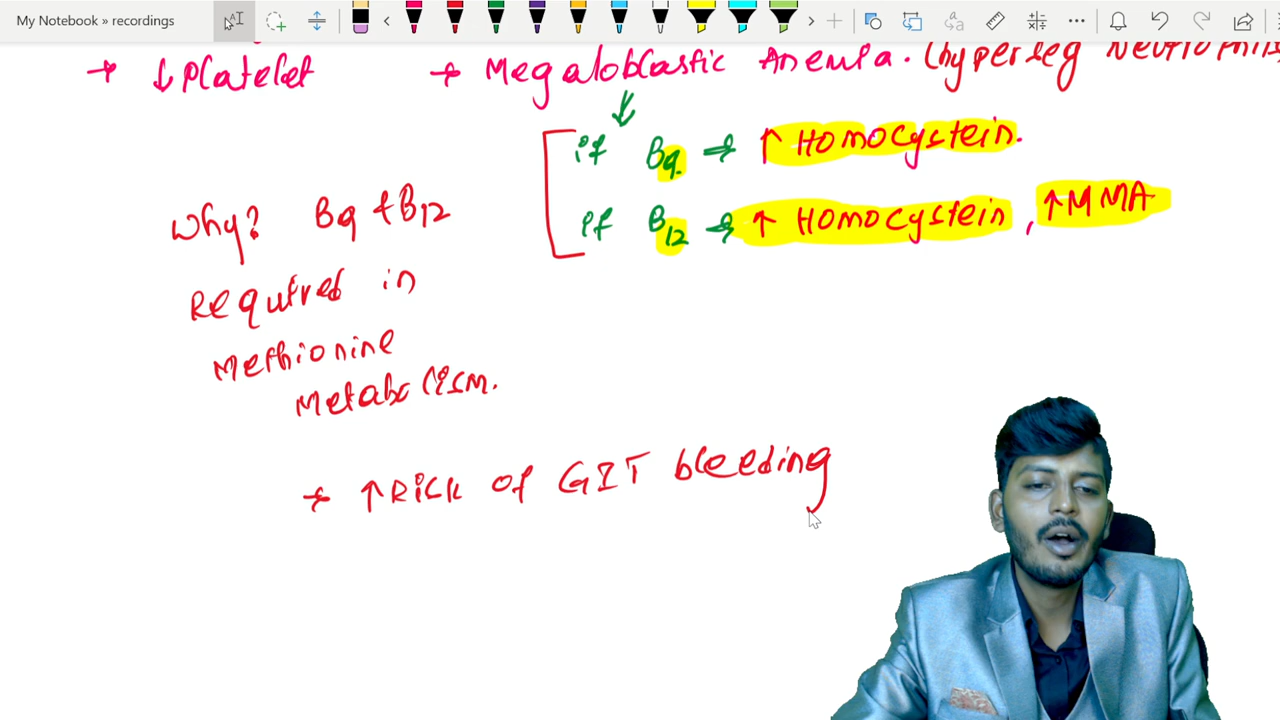 My Notebook » recordings
→ ↓ Platelet + Megaloblastic Anemia. (hyperseg Neutrophils
if B9 → ↑ Homocystein.
if B12 → ↑ Homocystein, ↑MMA
Why? B9 & B12
Required in
Methionine
Metabolism.
* ↑ Risk of GIT bleeding